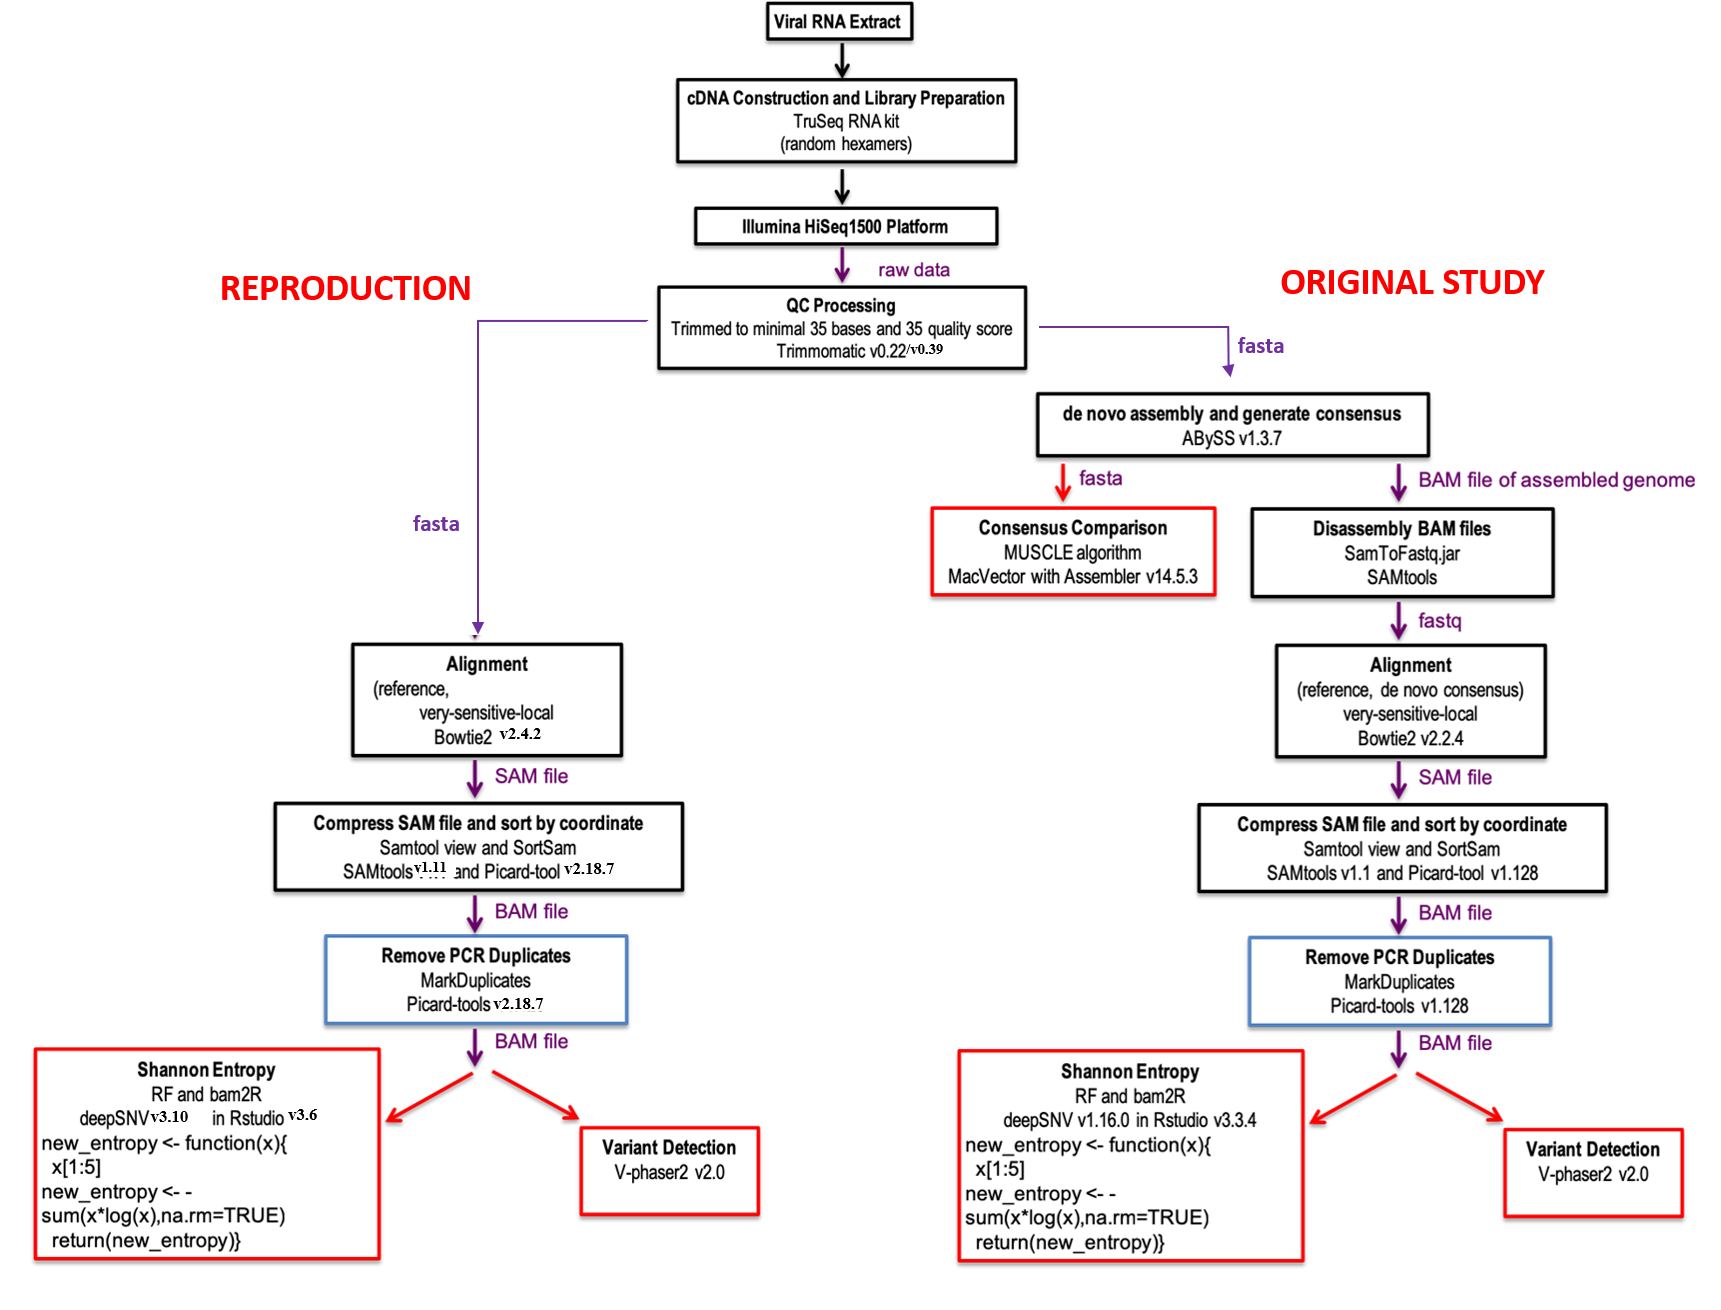 Viral RNA Extract
cDNA Construction and Library Preparation
TruSeq RNA kit
(random hexamers)
Illumina HiSeq1500 Platform
raw data
REPRODUCTION
ORIGINAL STUDY
QC Processing
Trimmed to minimal 35 bases and 35 quality score
Trimmomatic v0.22/v0.39
fasta
de novo assembly and generate consensus
ABySS v1.3.7
fasta
BAM file of assembled genome
fasta
Consensus Comparison
MUSCLE algorithm
MacVector with Assembler v14.5.3
Disassembly BAM files
SamToFastq.jar
SAMtools
fastq
Alignment
(reference,
very-sensitive-local
Bowtie2 v2.4.2
SAM file
Compress SAM file and sort by coordinate
Samtool view and SortSam
SAMtools v1.11 and Picard-tool v2.18.7
BAM file
Remove PCR Duplicates
MarkDuplicates
Picard-tools v2.18.7
BAM file
Shannon Entropy
RF and bam2R
deepSNV v3.10 in Rstudio v3.6
new_entropy <- function(x){
x[1:5]
new_entropy <- -
sum(x*log(x),na.rm=TRUE)
return(new_entropy)}
Variant Detection
V-phaser2 v2.0
Alignment
(reference, de novo consensus)
very-sensitive-local
Bowtie2 v2.2.4
SAM file
Compress SAM file and sort by coordinate
Samtool view and SortSam
SAMtools v1.1 and Picard-tool v1.128
BAM file
Remove PCR Duplicates
MarkDuplicates
Picard-tools v1.128
BAM file
Shannon Entropy
RF and bam2R
deepSNV v1.16.0 in Rstudio v3.3.4
new_entropy <- function(x){
x[1:5]
new_entropy <- -
sum(x*log(x),na.rm=TRUE)
return(new_entropy)}
Variant Detection
V-phaser2 v2.0